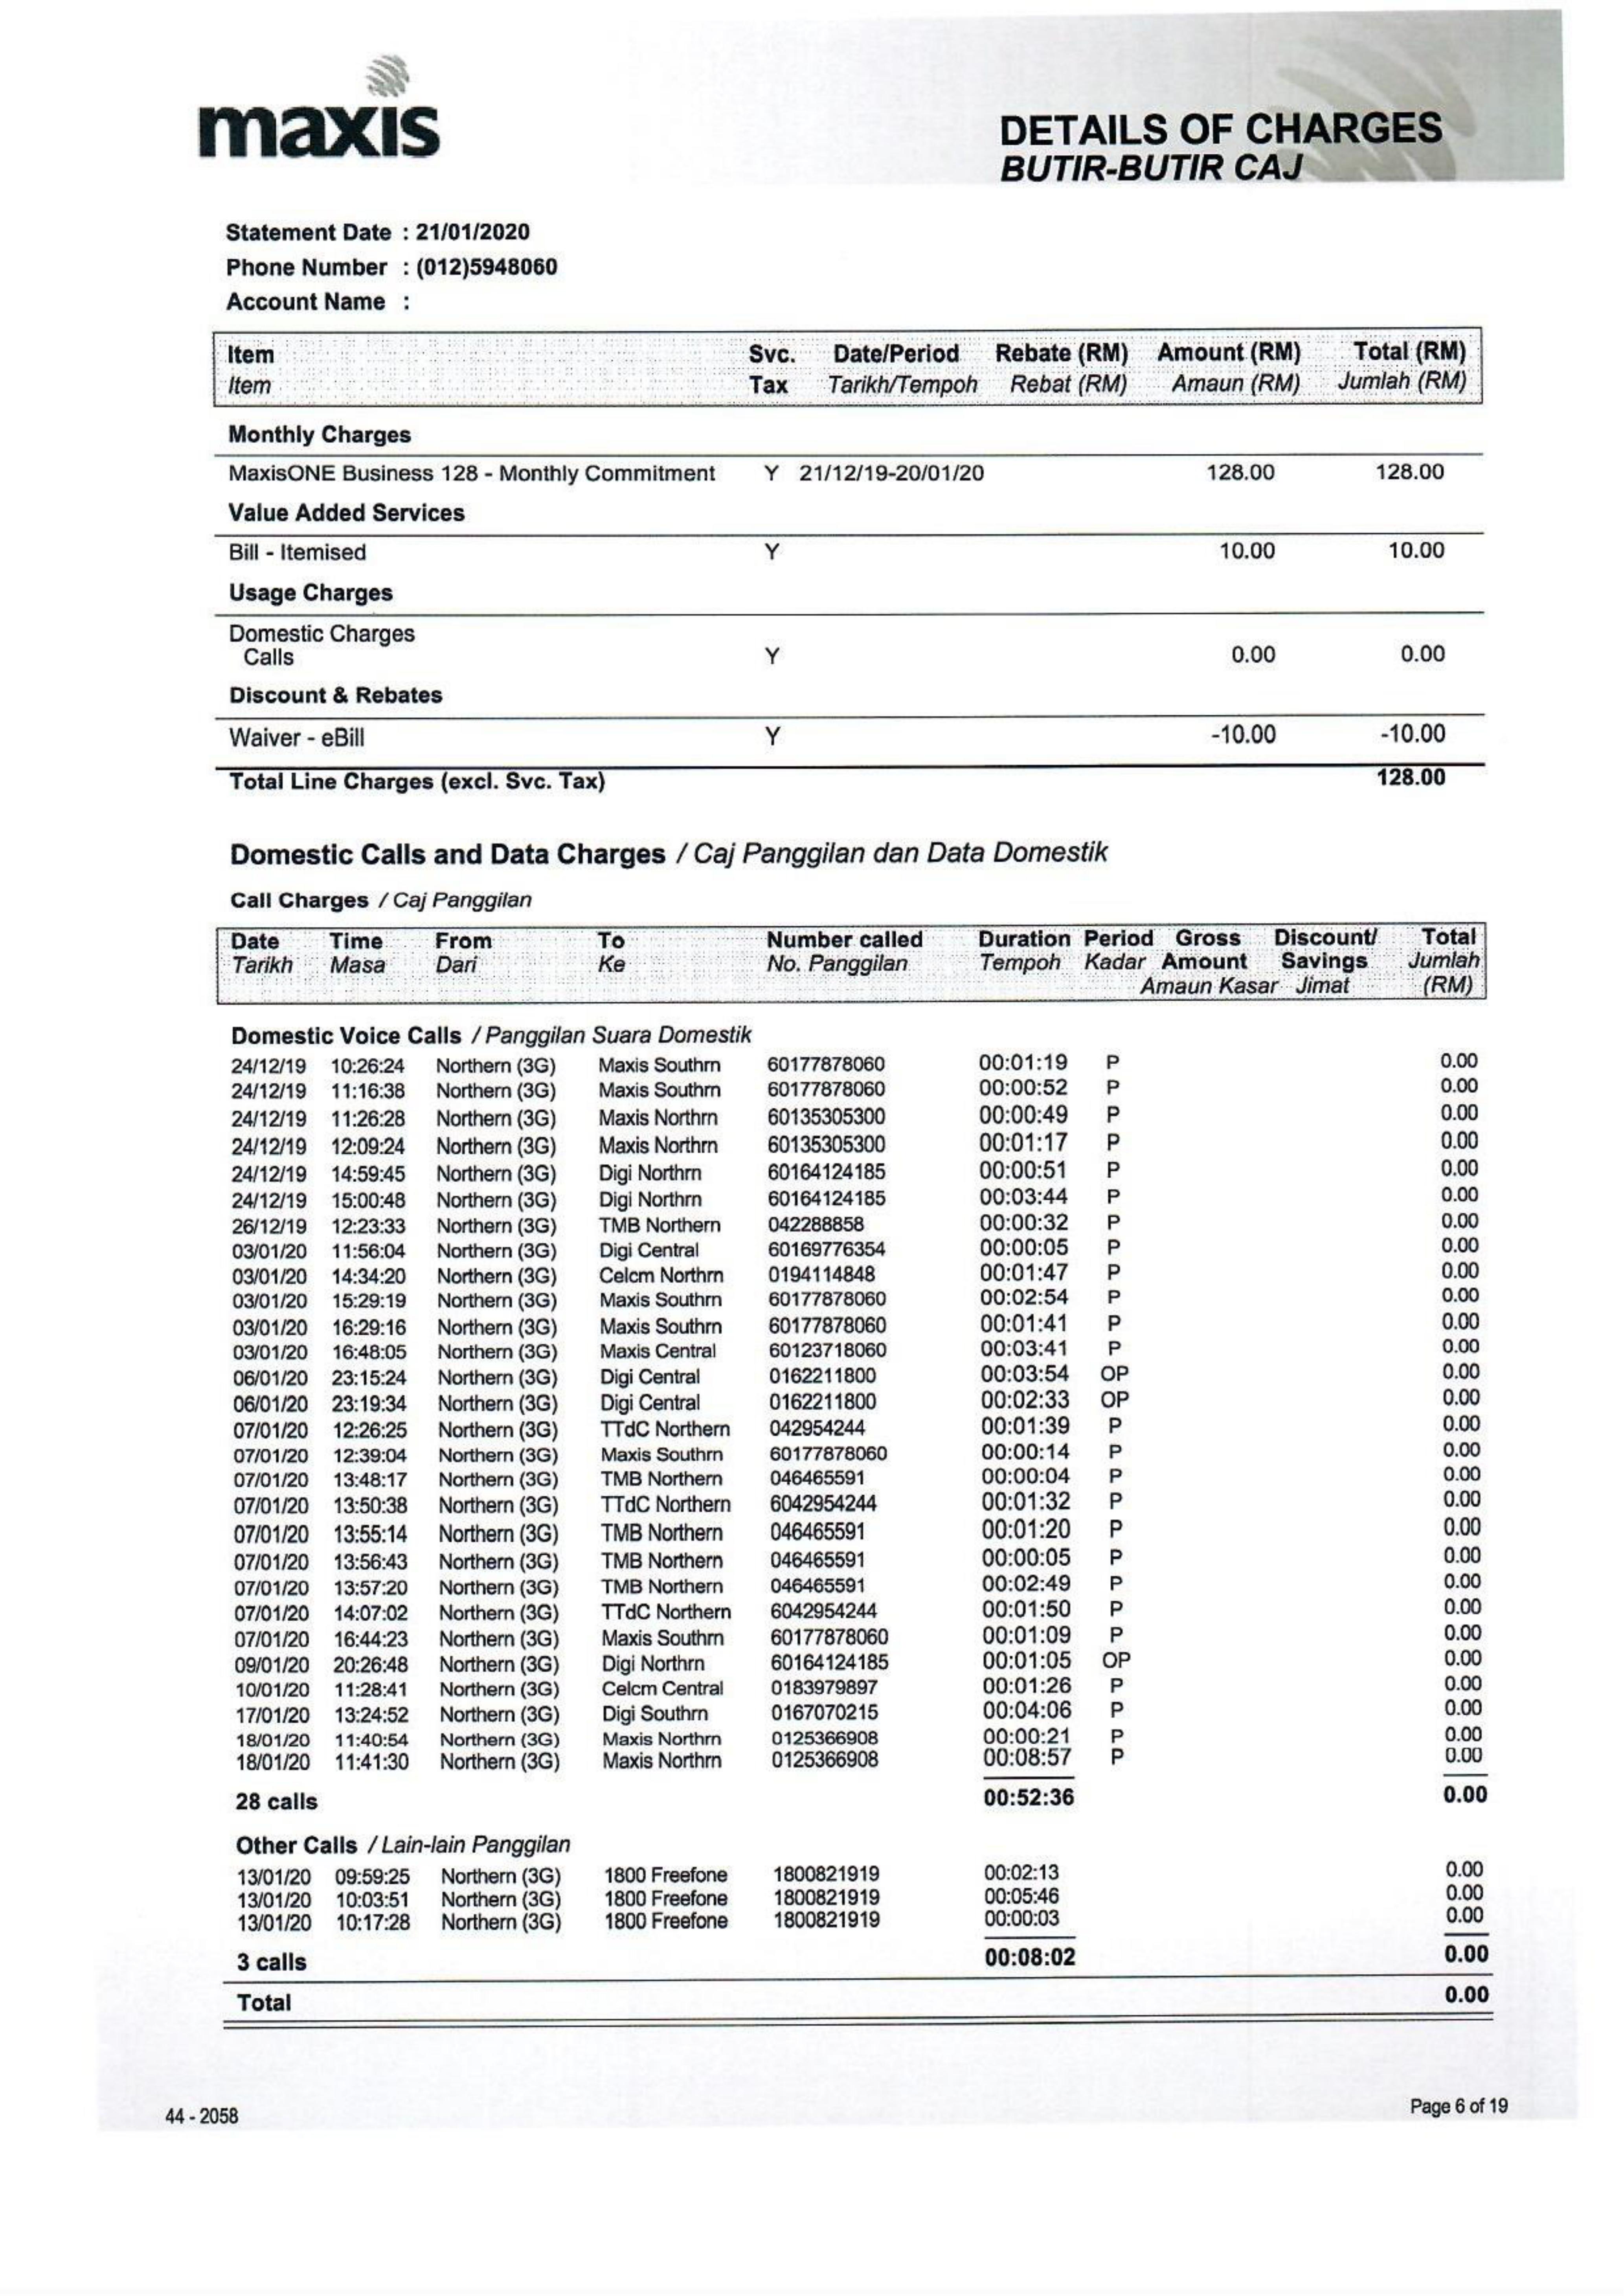 maxis
DETAILS OF CHARGES
BUTIR-BUTIR CAJ
Statement Date : 21/01/2020
Phone Number : (012)5948060
Account Name :
Item Svc. Date/Period Rebate (RM) Amount (RM) Total (RM)
Item Tax Tarikh/Tempoh Rebat (RM) Amaun (RM) Jumlah (RM)
Monthly Charges
MaxisONE Business 128 - Monthly Commitment Y 21/12/19-20/01/20 128.00 128.00
Value Added Services
Bill - Itemised Y 10.00 10.00
Usage Charges
Domestic Charges
Calls Y 0.00 0.00
Discount & Rebates
Waiver - eBill Y -10.00 -10.00
Total Line Charges (excl. Svc. Tax) 128.00
Domestic Calls and Data Charges / Caj Panggilan dan Data Domestik
Call Charges / Caj Panggilan
Date Time From To Number called Duration Period Gross Discount/ Total
Tarikh Masa Dari Ke No. Panggilan Tempoh Kadar Amount Savings Jumlah
Amaun Kasar Jimat (RM)
Domestic Voice Calls / Panggilan Suara Domestik
24/12/19 10:26:24 Northern (3G) Maxis Southrn 60177878060 00:01:19 P 0.00
24/12/19 11:16:38 Northern (3G) Maxis Southrn 60177878060 00:00:52 P 0.00
24/12/19 11:26:28 Northern (3G) Maxis Northrn 60135305300 00:00:49 P 0.00
24/12/19 12:09:24 Northern (3G) Maxis Northrn 60135305300 00:01:17 P 0.00
24/12/19 14:59:45 Northern (3G) Digi Northrn 60164124185 00:00:51 P 0.00
24/12/19 15:00:48 Northern (3G) Digi Northrn 60164124185 00:03:44 P 0.00
26/12/19 12:23:33 Northern (3G) TMB Northern 042288858 00:00:32 P 0.00
03/01/20 11:56:04 Northern (3G) Digi Central 60169776354 00:00:05 P 0.00
03/01/20 14:34:20 Northern (3G) Celcm Northrn 0194114848 00:01:47 P 0.00
03/01/20 15:29:19 Northern (3G) Maxis Southrn 60177878060 00:02:54 P 0.00
03/01/20 16:29:16 Northern (3G) Maxis Southrn 60177878060 00:01:41 P 0.00
03/01/20 16:48:05 Northern (3G) Maxis Central 60123718060 00:03:41 P 0.00
06/01/20 23:15:24 Northern (3G) Digi Central 0162211800 00:03:54 OP 0.00
06/01/20 23:19:34 Northern (3G) Digi Central 0162211800 00:02:33 OP 0.00
07/01/20 12:26:25 Northern (3G) TTdC Northern 042954244 00:01:39 P 0.00
07/01/20 12:39:04 Northern (3G) Maxis Southrn 60177878060 00:00:14 P 0.00
07/01/20 13:48:17 Northern (3G) TMB Northern 046465591 00:00:04 P 0.00
07/01/20 13:50:38 Northern (3G) TTdC Northern 6042954244 00:01:32 P 0.00
07/01/20 13:55:14 Northern (3G) TMB Northern 046465591 00:01:20 P 0.00
07/01/20 13:56:43 Northern (3G) TMB Northern 046465591 00:00:05 P 0.00
07/01/20 13:57:20 Northern (3G) TMB Northern 046465591 00:02:49 P 0.00
07/01/20 14:07:02 Northern (3G) TTdC Northern 6042954244 00:01:50 P 0.00
07/01/20 16:44:23 Northern (3G) Maxis Southrn 60177878060 00:01:09 P 0.00
09/01/20 20:26:48 Northern (3G) Digi Northrn 60164124185 00:01:05 OP 0.00
10/01/20 11:28:41 Northern (3G) Celcm Central 0183979897 00:01:26 P 0.00
17/01/20 13:24:52 Northern (3G) Digi Southrn 0167070215 00:04:06 P 0.00
18/01/20 11:40:54 Northern (3G) Maxis Northrn 0125366908 00:00:21 P 0.00
18/01/20 11:41:30 Northern (3G) Maxis Northrn 0125366908 00:08:57 P 0.00
28 calls 00:52:36 0.00
Other Calls / Lain-lain Panggilan
13/01/20 09:59:25 Northern (3G) 1800 Freefone 1800821919 00:02:13 0.00
13/01/20 10:03:51 Northern (3G) 1800 Freefone 1800821919 00:05:46 0.00
13/01/20 10:17:28 Northern (3G) 1800 Freefone 1800821919 00:00:03 0.00
3 calls 00:08:02 0.00
Total 0.00
44 - 2058 Page 6 of 19